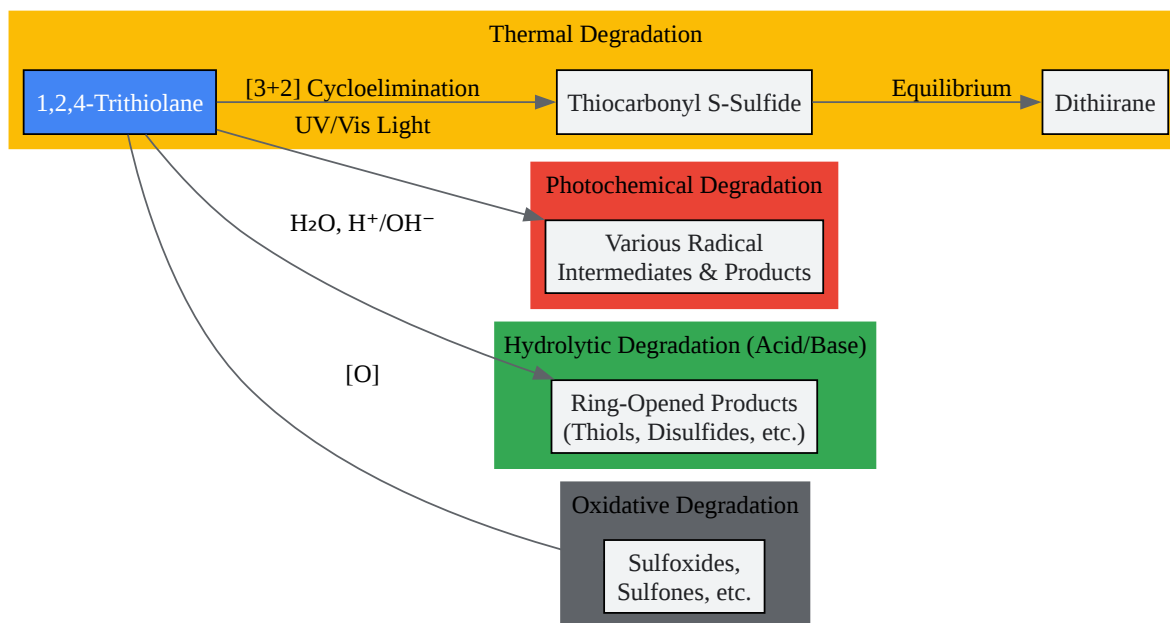 Thermal Degradation
1,2,4-Trithiolane
[3+2] Cycloelimination
Thiocarbonyl S-Sulfide
Equilibrium
Dithiirane
UV/Vis Light
Photochemical Degradation
Various Radical
Intermediates & Products
H₂O, H⁺/OH⁻
Hydrolytic Degradation (Acid/Base)
Ring-Opened Products
(Thiols, Disulfides, etc.)
[O]
Oxidative Degradation
Sulfoxides,
Sulfones, etc.